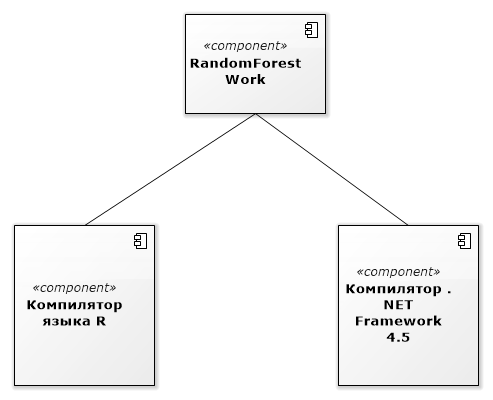 «component»
RandomForest
Work
«component»
Компилятор
языка R
«component»
Компилятор .
NET
Framework
4.5